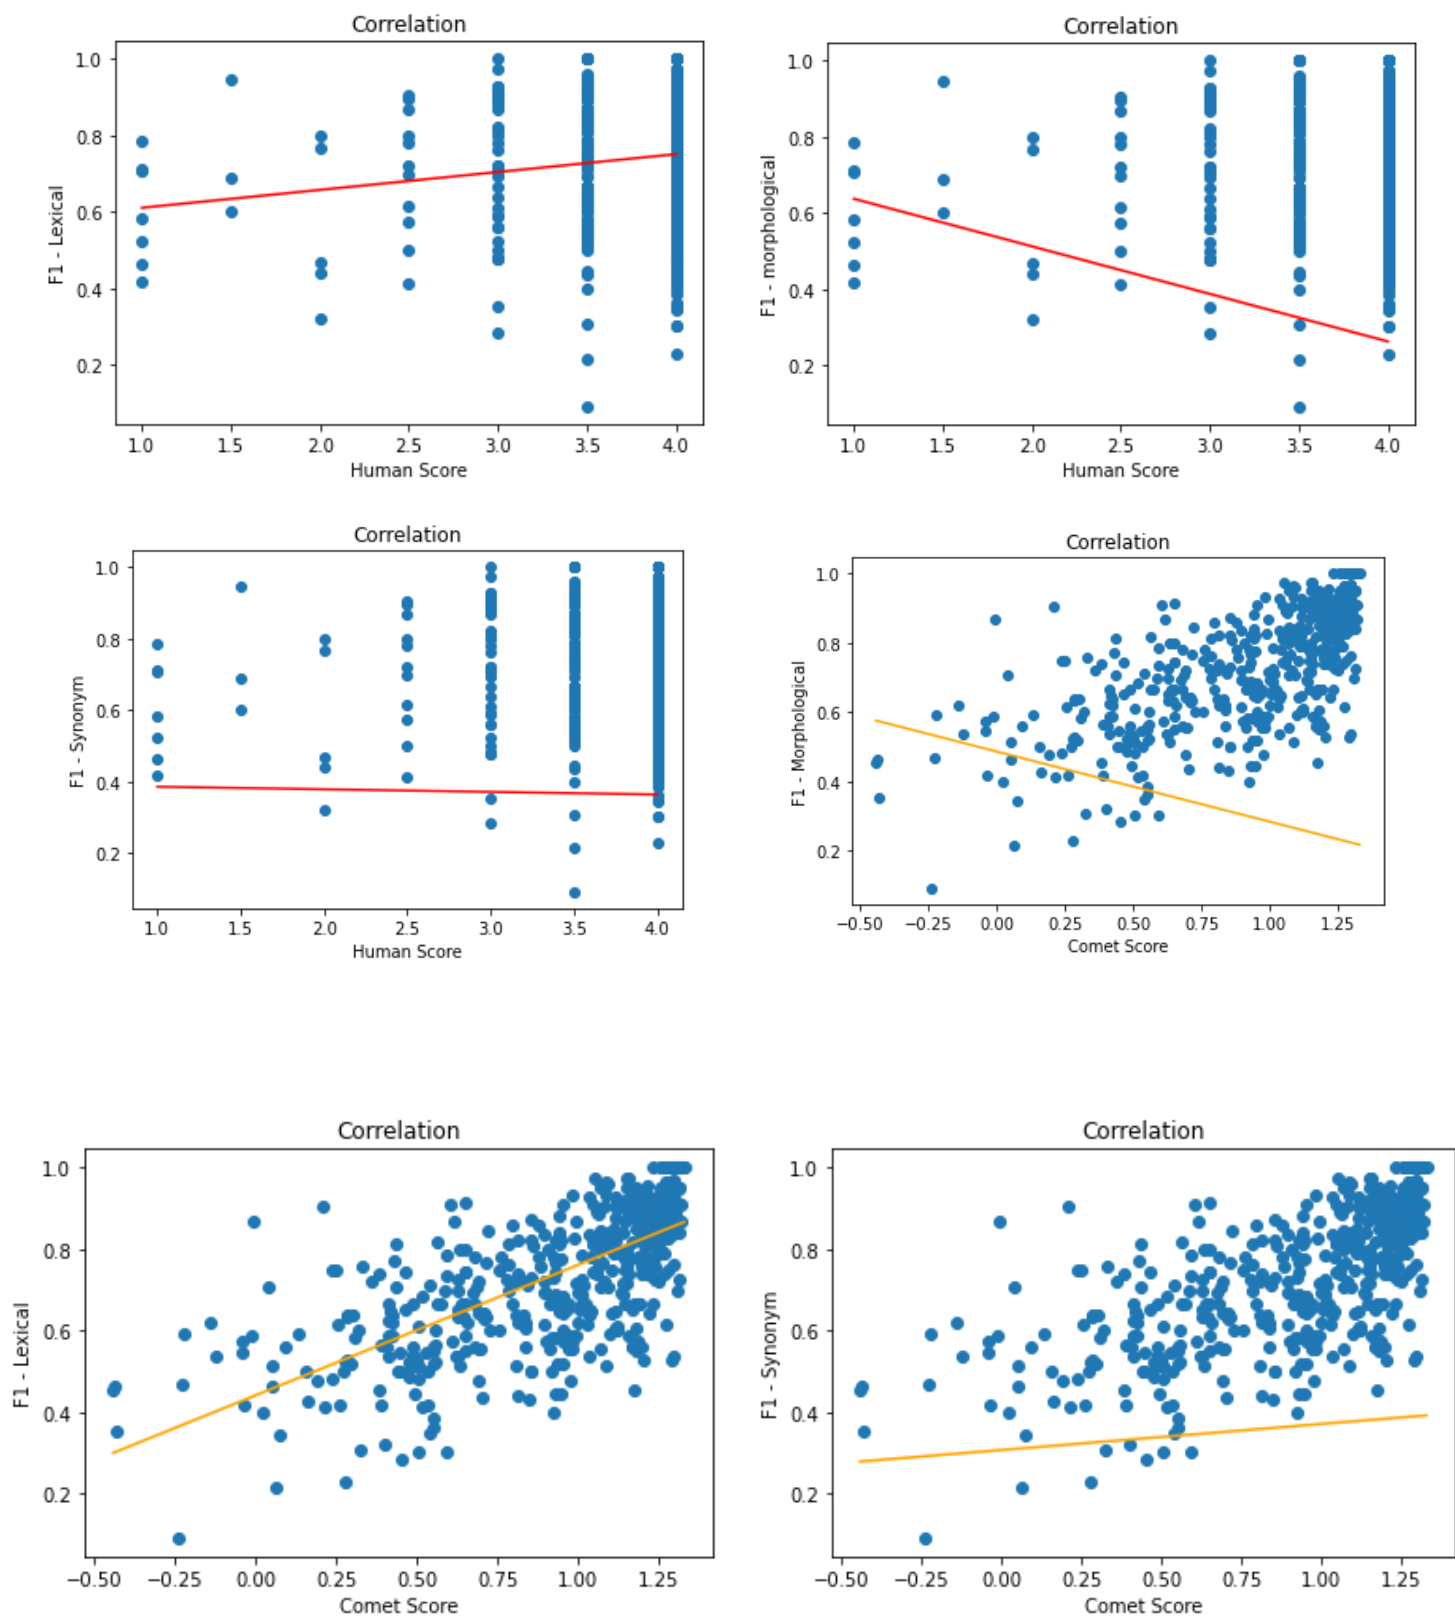 Correlation
F1 - Lexical
1.0
0.8
0.6
0.4
0.2
1.0 1.5 2.0 2.5 3.0 3.5 4.0
Human Score
Correlation
F1 - morphological
1.0
0.8
0.6
0.4
0.2
1.0 1.5 2.0 2.5 3.0 3.5 4.0
Human Score
Correlation
F1 - Synonym
1.0
0.8
0.6
0.4
0.2
1.0 1.5 2.0 2.5 3.0 3.5 4.0
Human Score
Correlation
F1 - Morphological
1.0
0.8
0.6
0.4
0.2
−0.50 −0.25 0.00 0.25 0.50 0.75 1.00 1.25
Comet Score
Correlation
F1 - Lexical
1.0
0.8
0.6
0.4
0.2
−0.50 −0.25 0.00 0.25 0.50 0.75 1.00 1.25
Comet Score
Correlation
F1 - Synonym
1.0
0.8
0.6
0.4
0.2
−0.50 −0.25 0.00 0.25 0.50 0.75 1.00 1.25
Comet Score